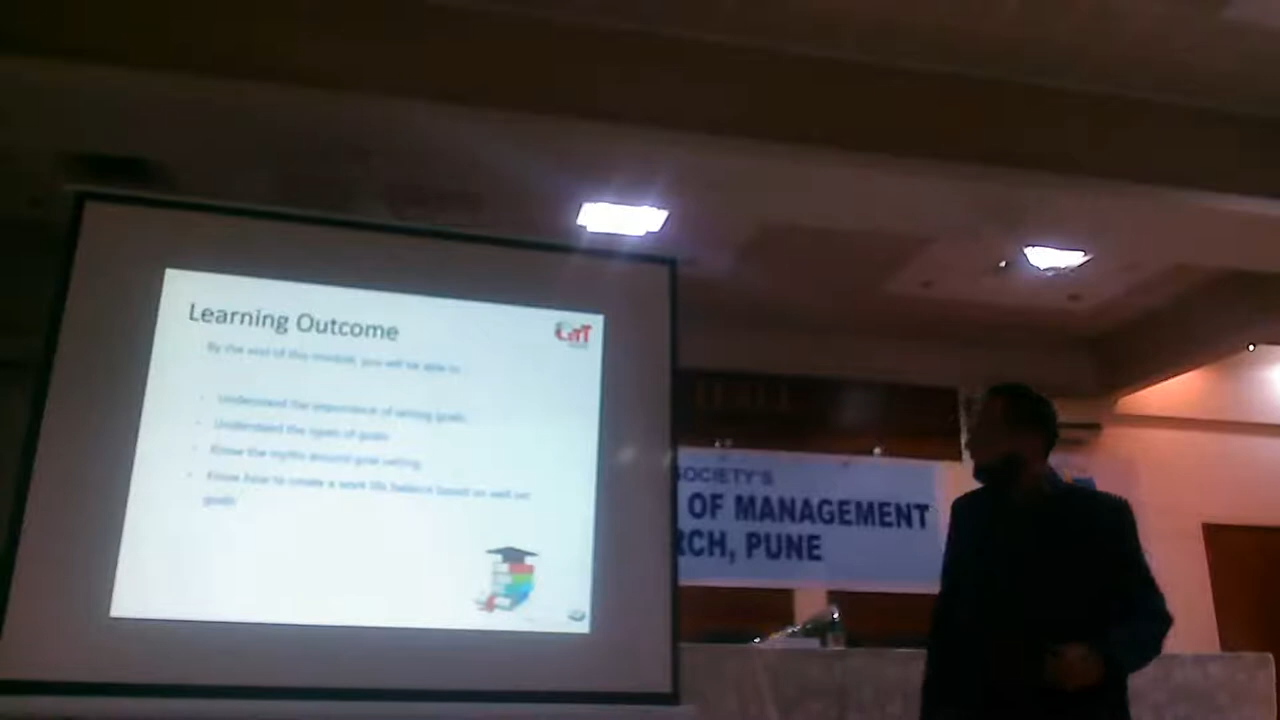 Learning Outcome
By the end of this module, you will be able to
Understand the importance of setting goals
Understand the types of goals
Know the myths around goal setting
Know how to create a work life balance based on well set
goals
SOCIETY'S
OF MANAGEMENT
RCH, PUNE